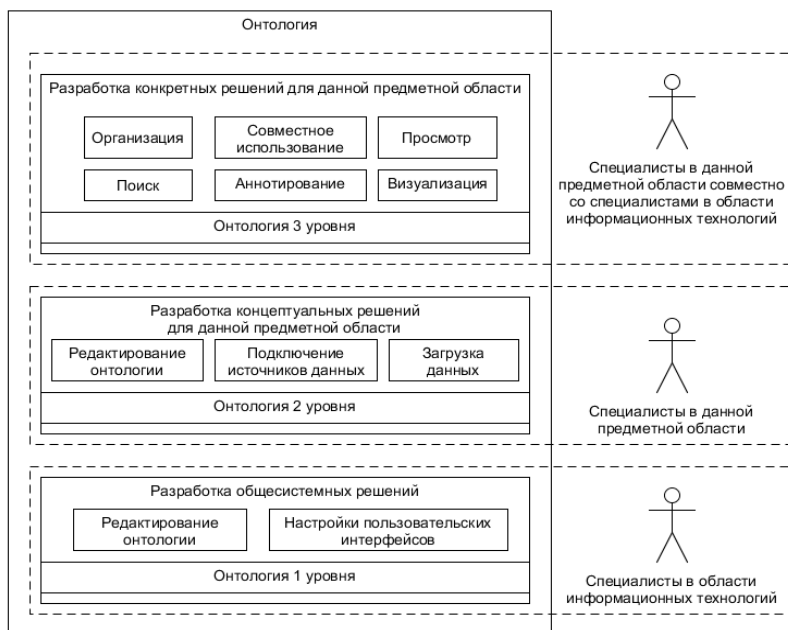 Онтология
Разработка конкретных решений для данной предметной области
Организация
Совместное
использование
Просмотр
Поиск
Аннотирование
Визуализация
Онтология 3 уровня
Специалисты в данной
предметной области совместно
со специалистами в области
информационных технологий
Разработка концептуальных решений
для данной предметной области
Редактирование
онтологии
Подключение
источников данных
Загрузка
данных
Онтология 2 уровня
Специалисты в данной
предметной области
Разработка общесистемных решений
Редактирование
онтологии
Настройки пользовательских
интерфейсов
Онтология 1 уровня
Специалисты в области
информационных технологий